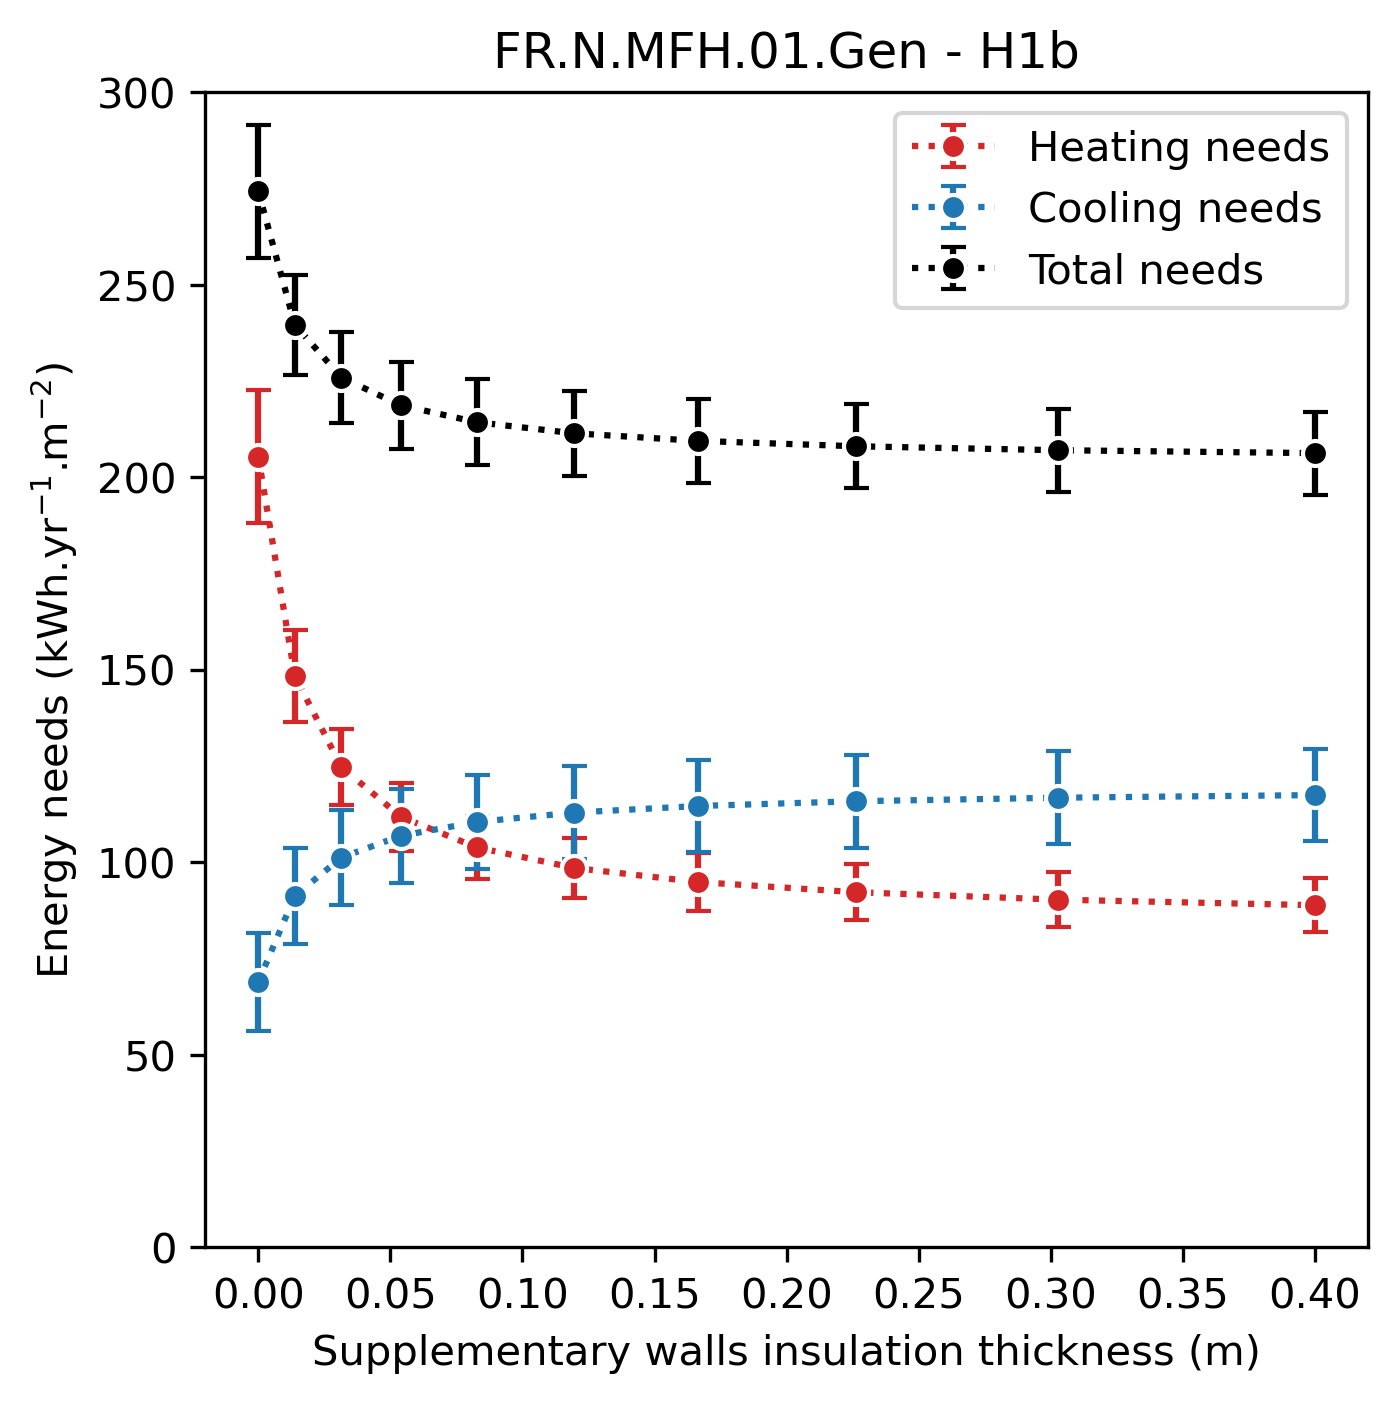 FR.N.MFH.01.Gen - H1b
300
250
200
150
100
50
0
Energy needs (kWh.yr⁻¹.m⁻²)
Heating needs
Cooling needs
Total needs
0.00 0.05 0.10 0.15 0.20 0.25 0.30 0.35 0.40
Supplementary walls insulation thickness (m)